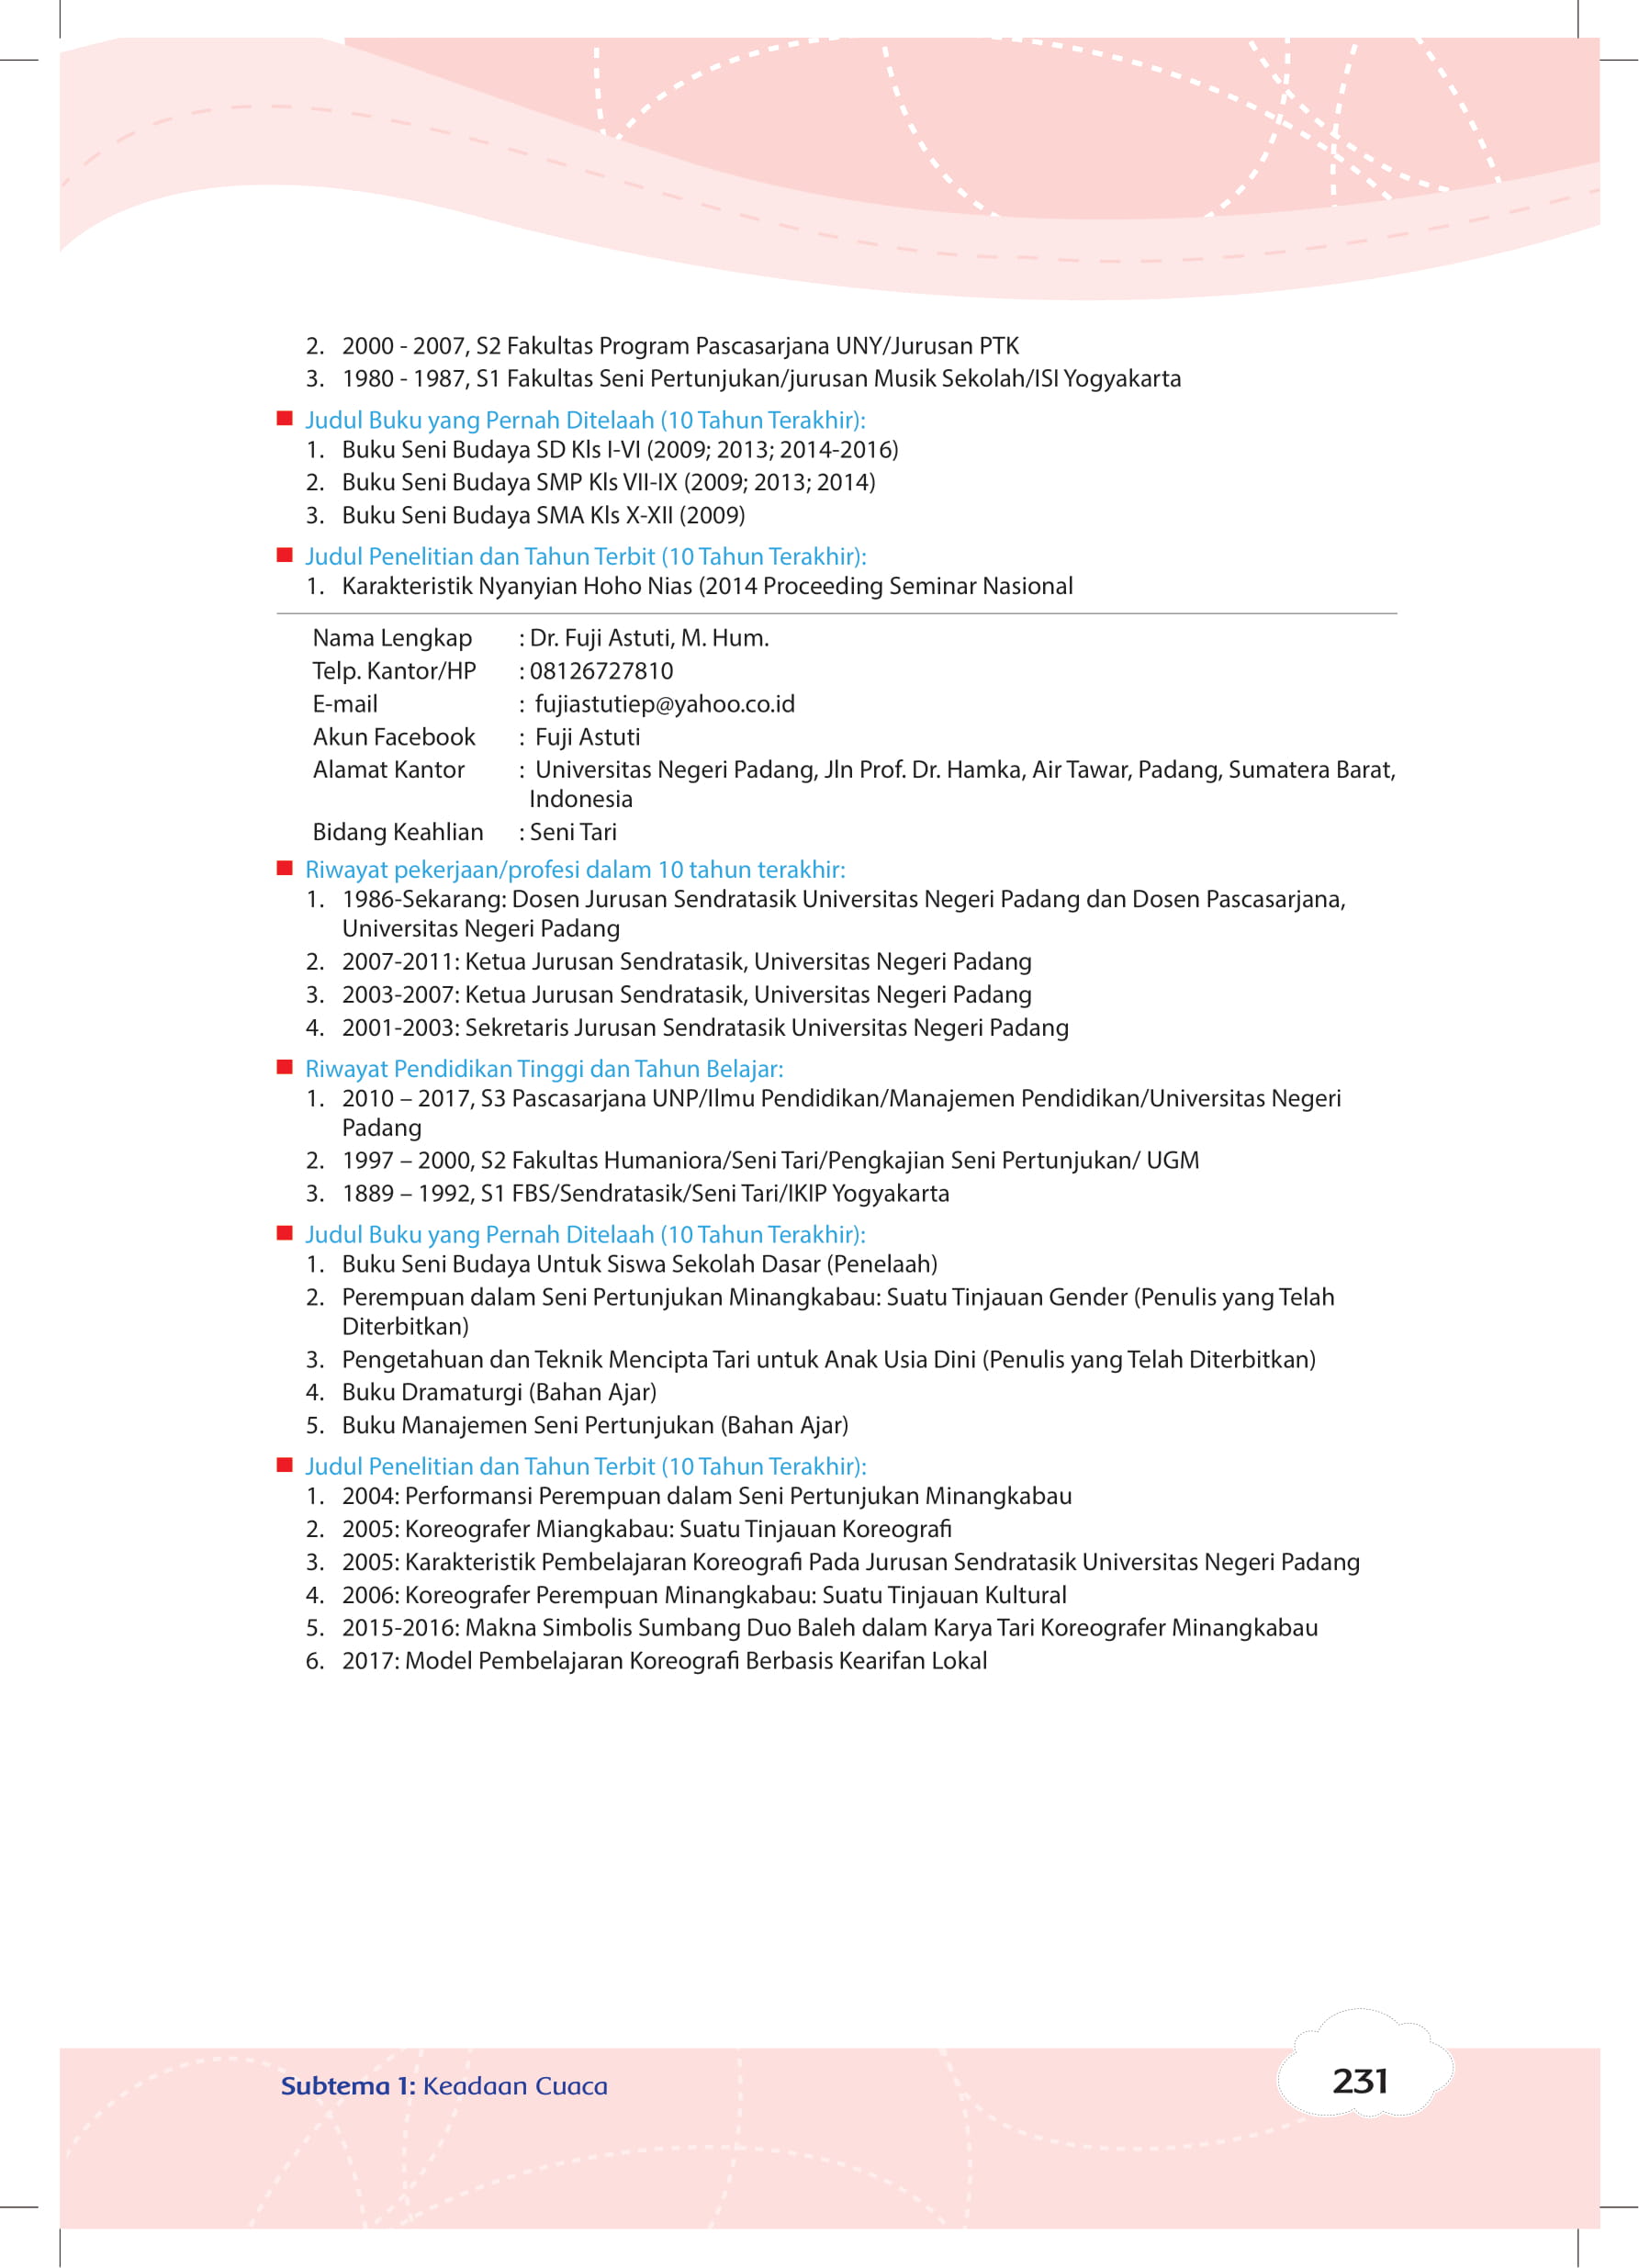 2. 2000 - 2007, S2 Fakultas Program Pascasarjana UNY/Jurusan PTK
3. 1980 - 1987, S1 Fakultas Seni Pertunjukan/jurusan Musik Sekolah/ISI Yogyakarta
Judul Buku yang Pernah Ditelaah (10 Tahun Terakhir):
1. Buku Seni Budaya SD Kls I-VI (2009; 2013; 2014-2016)
2. Buku Seni Budaya SMP Kls VII-IX (2009; 2013; 2014)
3. Buku Seni Budaya SMA Kls X-XII (2009)
Judul Penelitian dan Tahun Terbit (10 Tahun Terakhir):
1. Karakteristik Nyanyian Hoho Nias (2014 Proceeding Seminar Nasional
Nama Lengkap : Dr. Fuji Astuti, M. Hum.
Telp. Kantor/HP : 08126727810
E-mail : fujiastutiep@yahoo.co.id
Akun Facebook : Fuji Astuti
Alamat Kantor : Universitas Negeri Padang, Jln Prof. Dr. Hamka, Air Tawar, Padang, Sumatera Barat,
Indonesia
Bidang Keahlian : Seni Tari
Riwayat pekerjaan/profesi dalam 10 tahun terakhir:
1. 1986-Sekarang: Dosen Jurusan Sendratasik Universitas Negeri Padang dan Dosen Pascasarjana,
Universitas Negeri Padang
2. 2007-2011: Ketua Jurusan Sendratasik, Universitas Negeri Padang
3. 2003-2007: Ketua Jurusan Sendratasik, Universitas Negeri Padang
4. 2001-2003: Sekretaris Jurusan Sendratasik Universitas Negeri Padang
Riwayat Pendidikan Tinggi dan Tahun Belajar:
1. 2010 – 2017, S3 Pascasarjana UNP/Ilmu Pendidikan/Manajemen Pendidikan/Universitas Negeri
Padang
2. 1997 – 2000, S2 Fakultas Humaniora/Seni Tari/Pengkajian Seni Pertunjukan/ UGM
3. 1889 – 1992, S1 FBS/Sendratasik/Seni Tari/IKIP Yogyakarta
Judul Buku yang Pernah Ditelaah (10 Tahun Terakhir):
1. Buku Seni Budaya Untuk Siswa Sekolah Dasar (Penelaah)
2. Perempuan dalam Seni Pertunjukan Minangkabau: Suatu Tinjauan Gender (Penulis yang Telah
Diterbitkan)
3. Pengetahuan dan Teknik Mencipta Tari untuk Anak Usia Dini (Penulis yang Telah Diterbitkan)
4. Buku Dramaturgi (Bahan Ajar)
5. Buku Manajemen Seni Pertunjukan (Bahan Ajar)
Judul Penelitian dan Tahun Terbit (10 Tahun Terakhir):
1. 2004: Performansi Perempuan dalam Seni Pertunjukan Minangkabau
2. 2005: Koreografer Miangkabau: Suatu Tinjauan Koreografi
3. 2005: Karakteristik Pembelajaran Koreografi Pada Jurusan Sendratasik Universitas Negeri Padang
4. 2006: Koreografer Perempuan Minangkabau: Suatu Tinjauan Kultural
5. 2015-2016: Makna Simbolis Sumbang Duo Baleh dalam Karya Tari Koreografer Minangkabau
6. 2017: Model Pembelajaran Koreografi Berbasis Kearifan Lokal
Subtema 1: Keadaan Cuaca
231